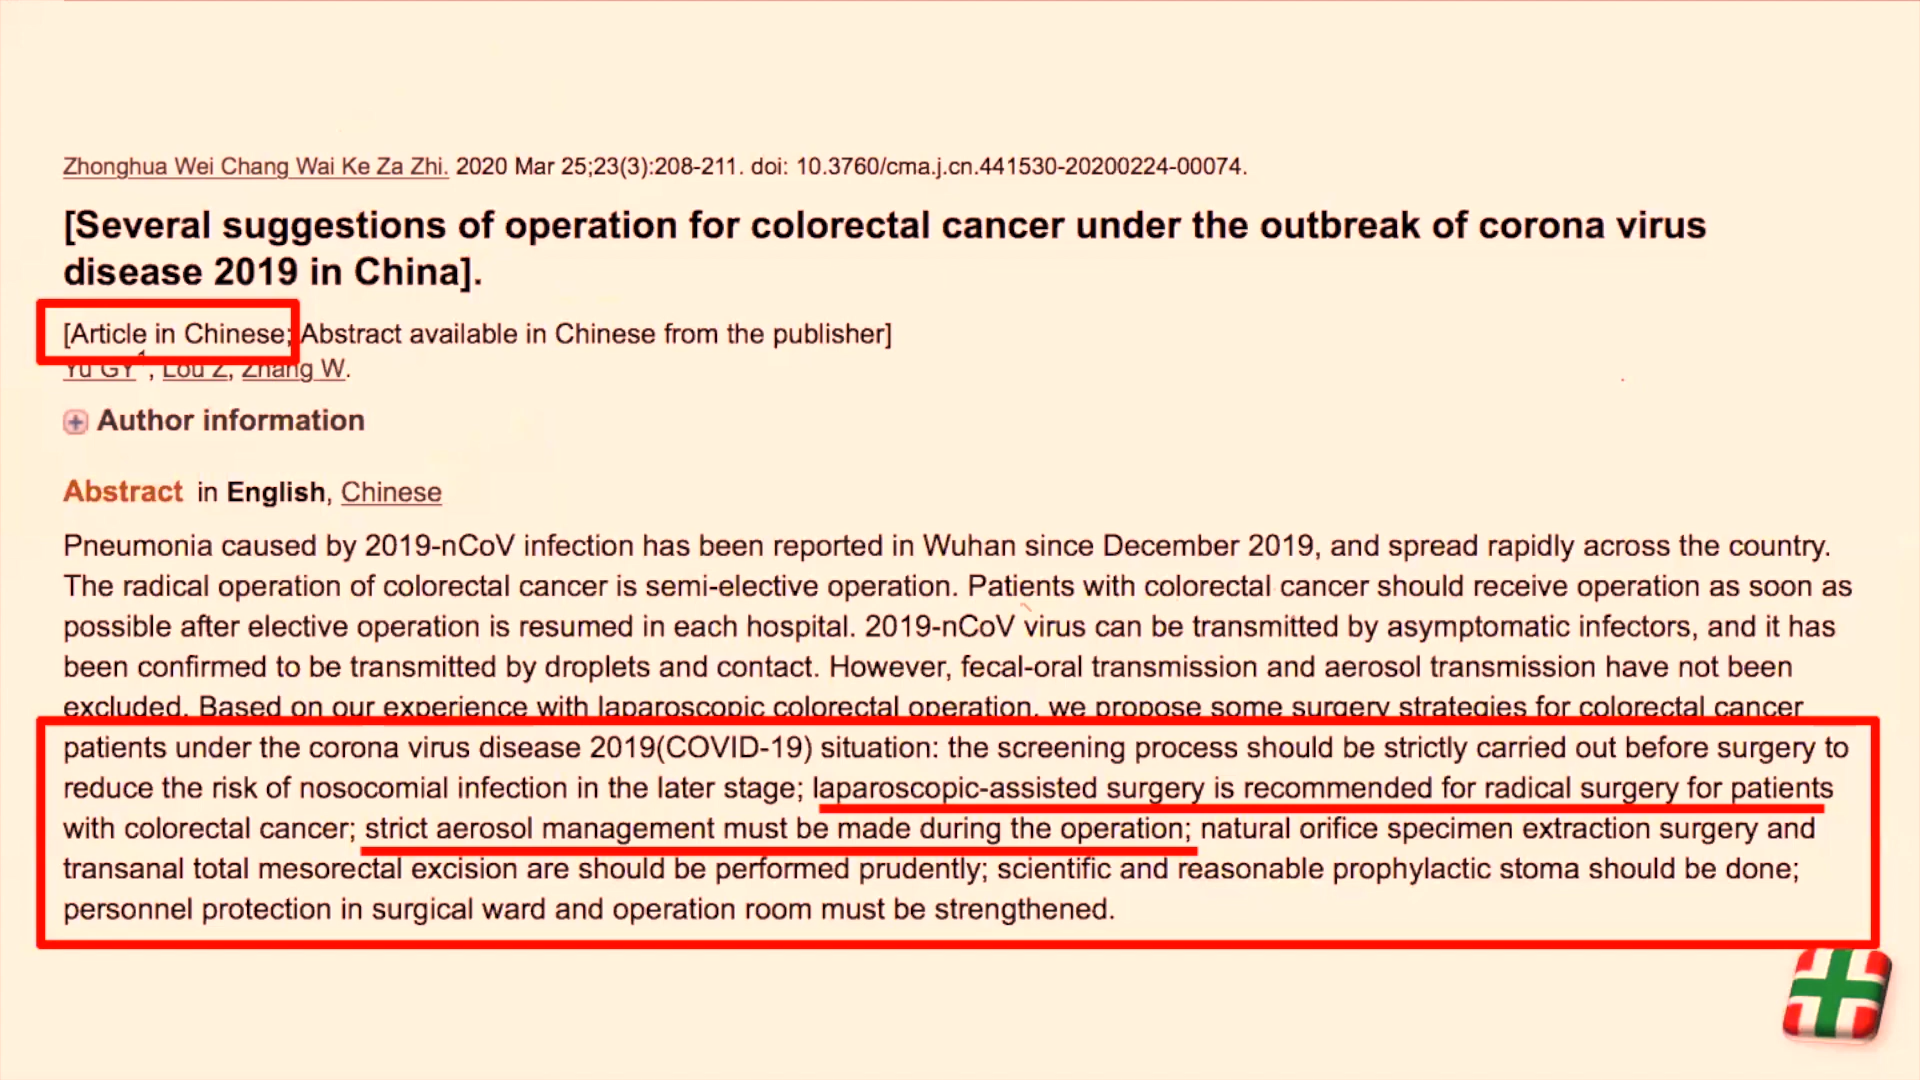 Zhonghua Wei Chang Wai Ke Za Zhi. 2020 Mar 25;23(3):208-211. doi: 10.3760/cma.j.cn.441530-20200224-00074.
[Several suggestions of operation for colorectal cancer under the outbreak of corona virus
disease 2019 in China].
[Article in Chinese; Abstract available in Chinese from the publisher]
Yu GY1, Lou Z, Zhang W.
Author information
Abstract in English, Chinese
Pneumonia caused by 2019-nCoV infection has been reported in Wuhan since December 2019, and spread rapidly across the country.
The radical operation of colorectal cancer is semi-elective operation. Patients with colorectal cancer should receive operation as soon as
possible after elective operation is resumed in each hospital. 2019-nCoV virus can be transmitted by asymptomatic infectors, and it has
been confirmed to be transmitted by droplets and contact. However, fecal-oral transmission and aerosol transmission have not been
excluded. Based on our experience with laparoscopic colorectal operation, we propose some surgery strategies for colorectal cancer
patients under the corona virus disease 2019(COVID-19) situation: the screening process should be strictly carried out before surgery to
reduce the risk of nosocomial infection in the later stage; laparoscopic-assisted surgery is recommended for radical surgery for patients
with colorectal cancer; strict aerosol management must be made during the operation; natural orifice specimen extraction surgery and
transanal total mesorectal excision are should be performed prudently; scientific and reasonable prophylactic stoma should be done;
personnel protection in surgical ward and operation room must be strengthened.